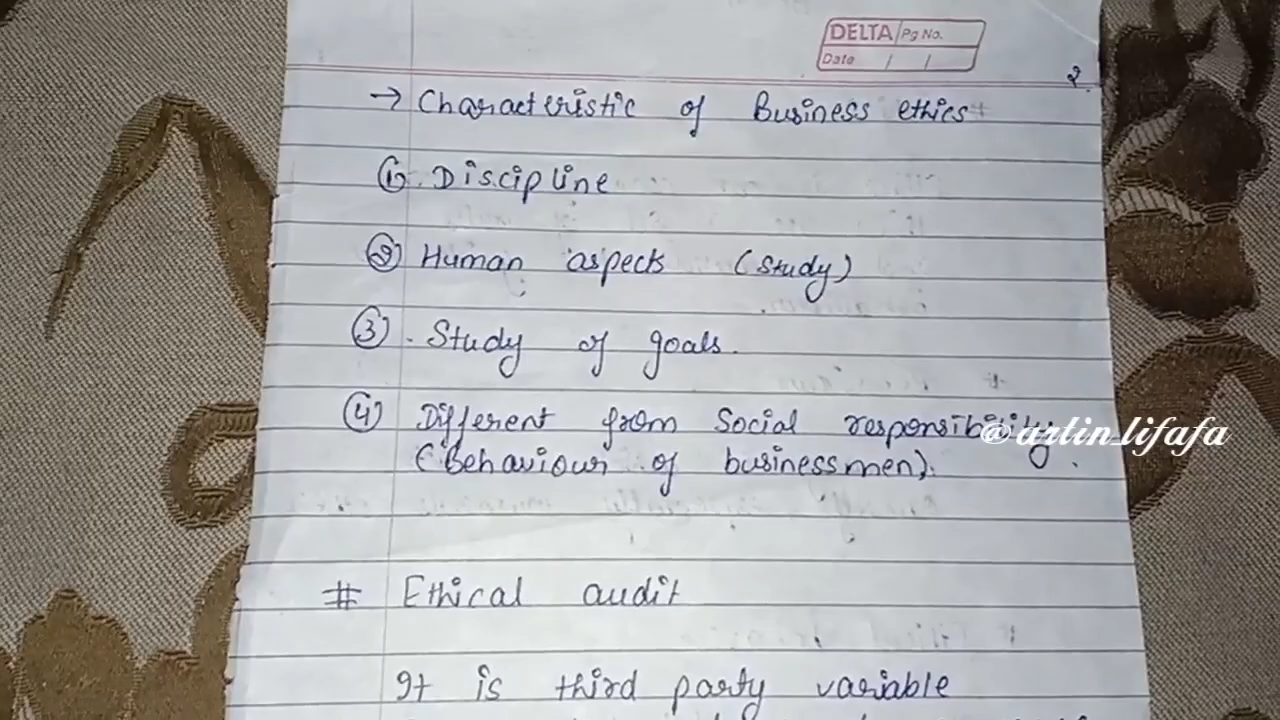 DELTA Pg No.
Date / /
2.
→ Characteristic of Business ethics
① Discipline
② Human aspects (study)
③ . Study of goals.
④ Different from Social responsibility
(Behaviour of businessmen).
@artin_lifafa
# Ethical audit
It is third party variable